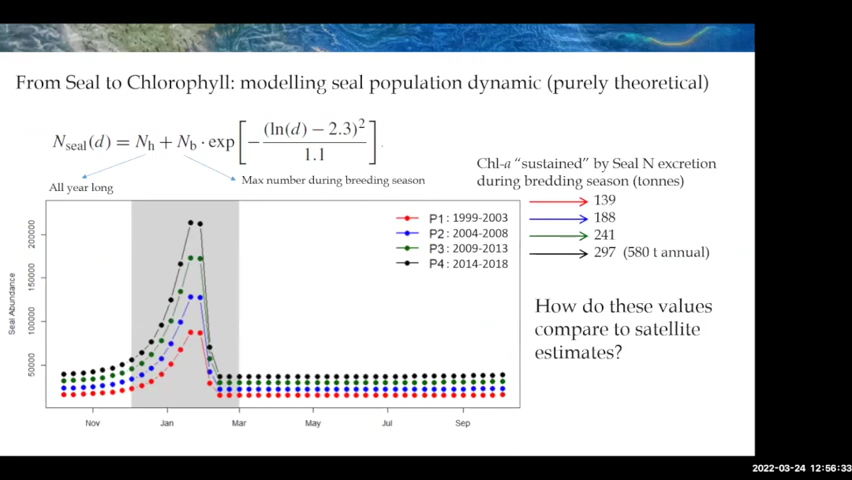 From Seal to Chlorophyll: modelling seal population dynamic (purely theoretical)
N_seal(d) = N_h + N_b · exp[−(ln(d) − 2.3)²/1.1].
All year long
Max number during breeding season
Chl-a “sustained” by Seal N excretion
during bredding season (tonnes)
139
188
241
297 (580 t annual)
P1: 1999-2003
P2: 2004-2008
P3: 2009-2013
P4: 2014-2018
Seal Abundance
200000
150000
100000
50000
Nov Jan Mar May Jul Sep
How do these values
compare to satellite
estimates?
2022-03-24 12:56:33